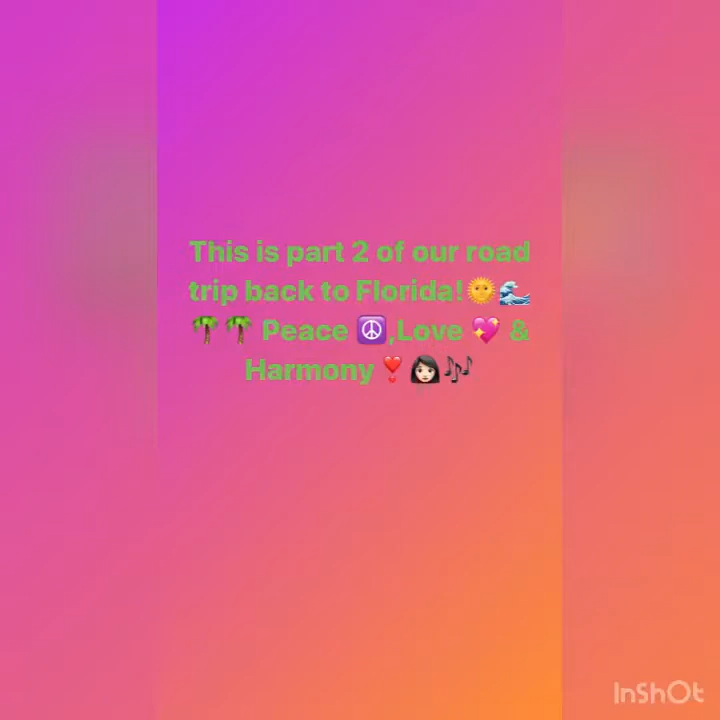 This is part 2 of our road
trip back to Florida!🌞🌊
🌴🌴 Peace ☮️,Love 💖 &
Harmony❣️👩🏻🎶
InShOt